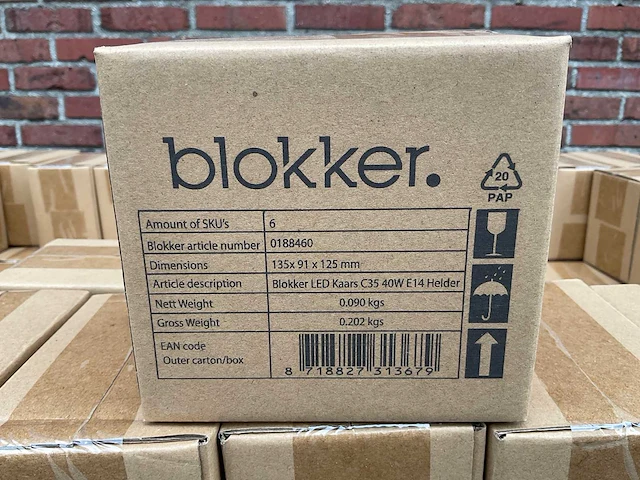 blokker.
20
PAP
Amount of SKU's 6
Blokker article number 0188460
Dimensions 135x 91 x 125 mm
Article description Blokker LED Kaars C35 40W E14 Helder
Nett Weight 0.090 kgs
Gross Weight 0.202 kgs
EAN code
Outer carton/box
8 718827 313679